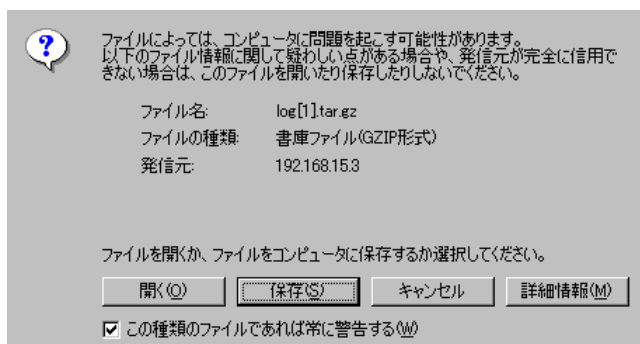 ファイルによっては、コンピュータに問題を起こす可能性があります。
以下のファイル情報に関して疑わしい点がある場合や、発信元が完全に信用で
きない場合は、このファイルを開いたり保存したりしないでください。
ファイル名: log[1].tar.gz
ファイルの種類: 書庫ファイル(GZIP形式)
発信元: 192.168.15.3
ファイルを開くか、ファイルをコンピュータに保存するか選択してください。
開く(O) 保存(S) キャンセル 詳細情報(M)
この種類のファイルであれば常に警告する(W)